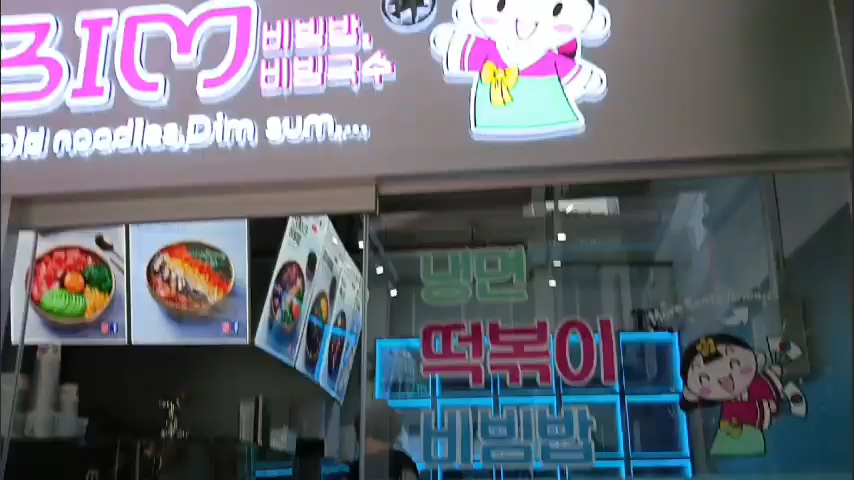 BIM
비빔밥,
비빔국수
cold noodles,Dim sum.....
냉면
떡볶이
비빔밥